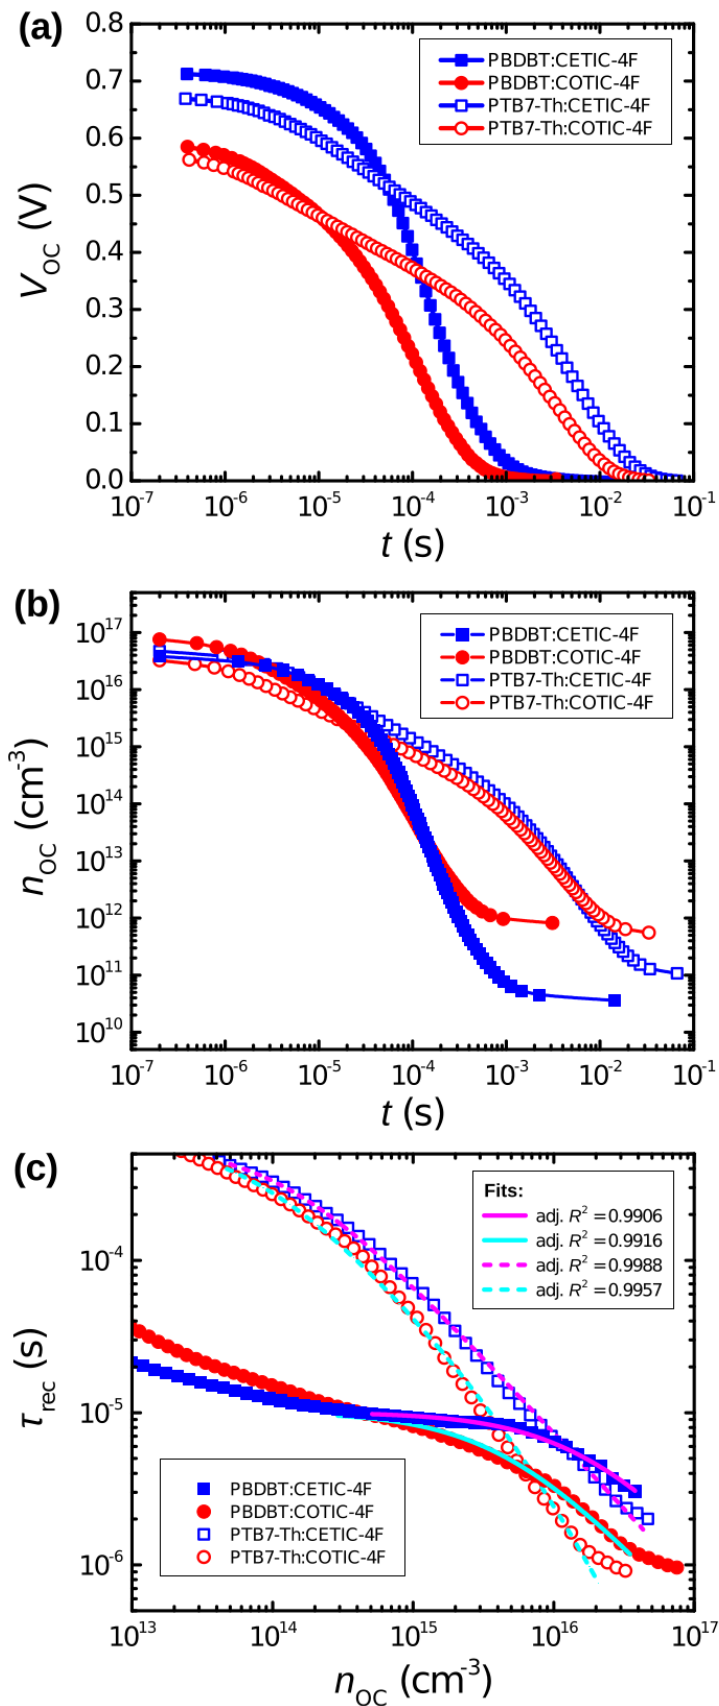 (a)
0.8
0.7
0.6
0.5
0.4
0.3
0.2
0.1
0.0
V_OC (V)
PBDBT:CETIC-4F
PBDBT:COTIC-4F
PTB7-Th:CETIC-4F
PTB7-Th:COTIC-4F
10^-7 10^-6 10^-5 10^-4 10^-3 10^-2 10^-1
t (s)
(b)
10^17
10^16
10^15
10^14
10^13
10^12
10^11
10^10
n_OC (cm^-3)
PBDBT:CETIC-4F
PBDBT:COTIC-4F
PTB7-Th:CETIC-4F
PTB7-Th:COTIC-4F
10^-7 10^-6 10^-5 10^-4 10^-3 10^-2 10^-1
t (s)
(c)
10^-4
10^-5
10^-6
τ_rec (s)
Fits:
adj. R^2 = 0.9906
adj. R^2 = 0.9916
adj. R^2 = 0.9988
adj. R^2 = 0.9957
PBDBT:CETIC-4F
PBDBT:COTIC-4F
PTB7-Th:CETIC-4F
PTB7-Th:COTIC-4F
10^13 10^14 10^15 10^16 10^17
n_OC (cm^-3)